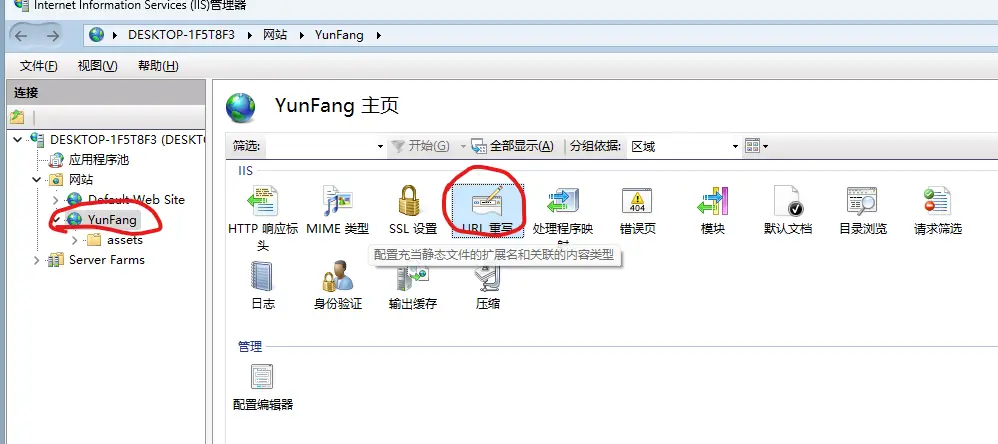 Internet Information Services (IIS)管理器
DESKTOP-1F5T8F3 网站 YunFang
文件(F) 视图(V) 帮助(H)
连接
DESKTOP-1F5T8F3 (DESKTO
应用程序池
网站
Default Web Site
YunFang
assets
Server Farms
YunFang 主页
筛选: 开始(G) 全部显示(A) 分组依据: 区域
IIS
HTTP 响应标头 MIME 类型 SSL 设置 URL 重写 处理程序映射 错误页 模块 默认文档 目录浏览 请求筛选
404
配置充当静态文件的扩展名和关联的内容类型
日志 身份验证 输出缓存 压缩
管理
配置编辑器